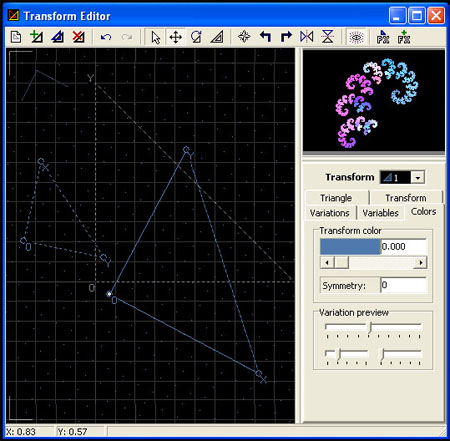 Transform Editor
Y
Transform 1
Triangle Transform
Variations Variables Colors
Transform color
0.000
Symmetry: 0
Variation preview
X
Y
O
Y
O
O
X
X: 0.83 Y: 0.57